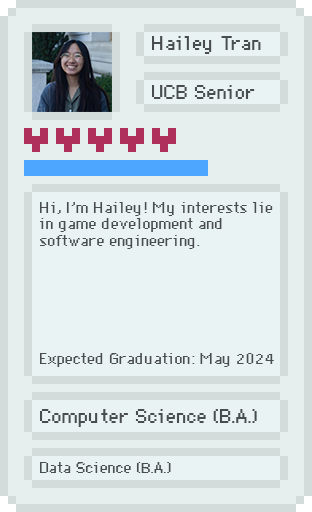 Hailey Tran
UCB Senior
Hi, I'm Hailey! My interests lie
in game development and
software engineering.
Expected Graduation: May 2024
Computer Science (B.A.)
Data Science (B.A.)